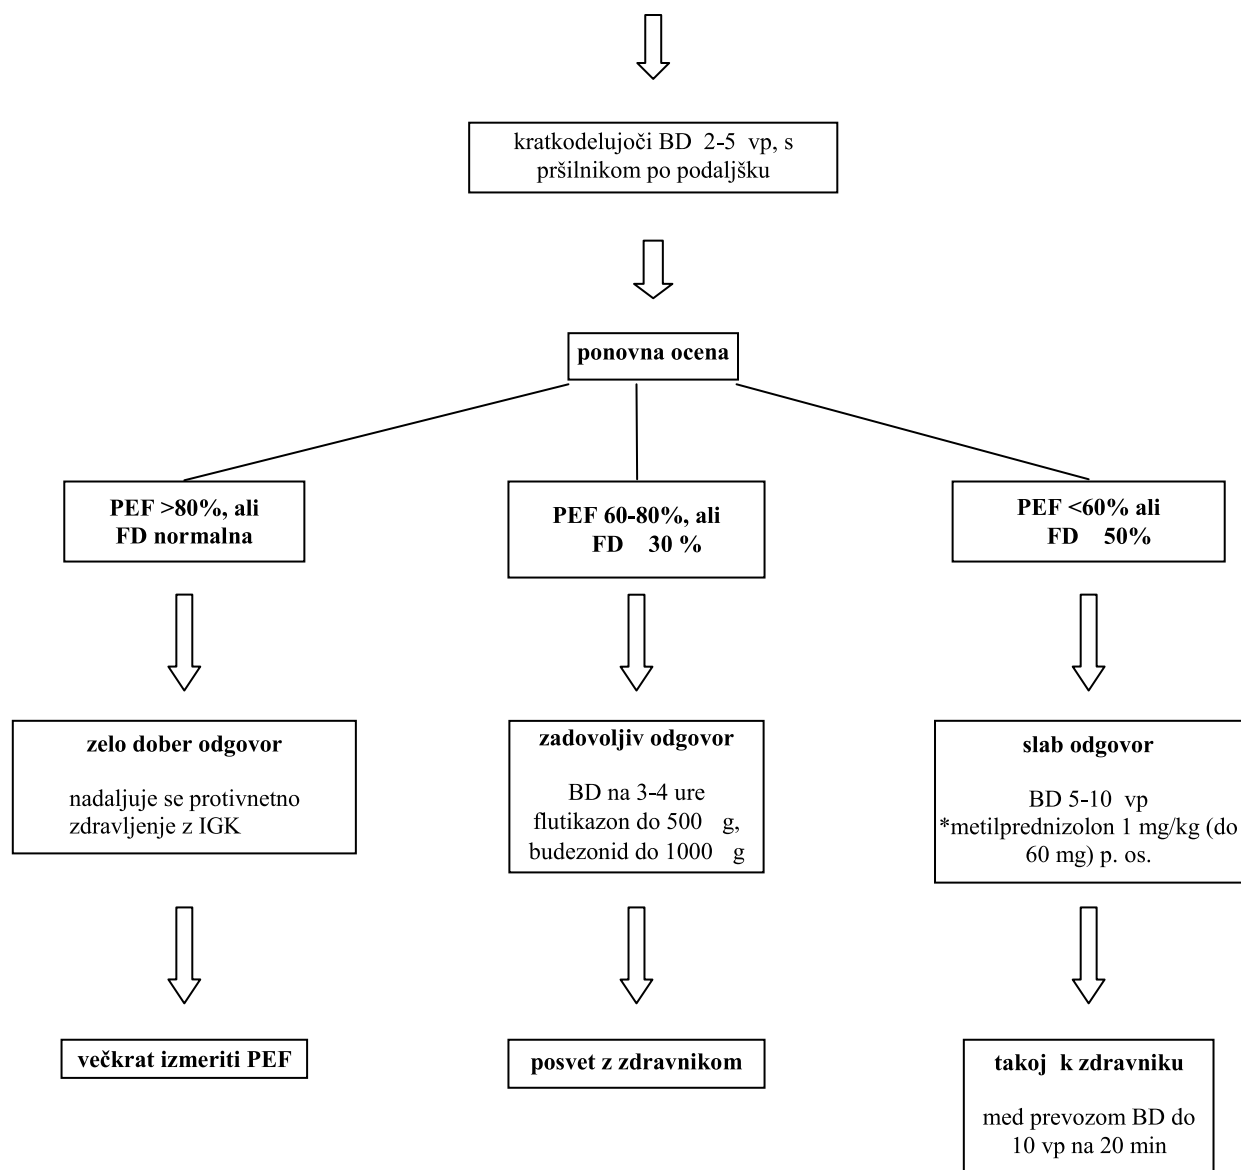 kratkodelujoči BD 2-5 vp, s
pršilnikom po podaljšku
ponovna ocena
PEF >80%, ali
FD normalna
PEF 60-80%, ali
FD 30 %
PEF <60% ali
FD 50%
zelo dober odgovor
nadaljuje se protivnetno
zdravljenje z IGK
zadovoljiv odgovor
BD na 3-4 ure
flutikazon do 500 g,
budezonid do 1000 g
slab odgovor
BD 5-10 vp
*metilprednizolon 1 mg/kg (do
60 mg) p. os.
večkrat izmeriti PEF
posvet z zdravnikom
takoj k zdravniku
med prevozom BD do
10 vp na 20 min